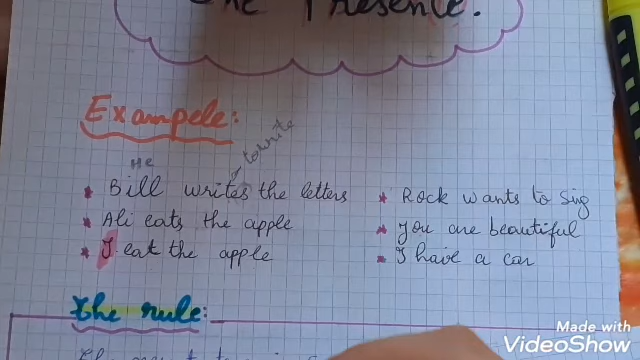 The Presente.
Exampele:
He
to write
Bill writes the letters
Ali eats the apple
I eat the apple
Rock wants to sing
You are beautiful
I have a car
the rule:
Made with
VideoShow